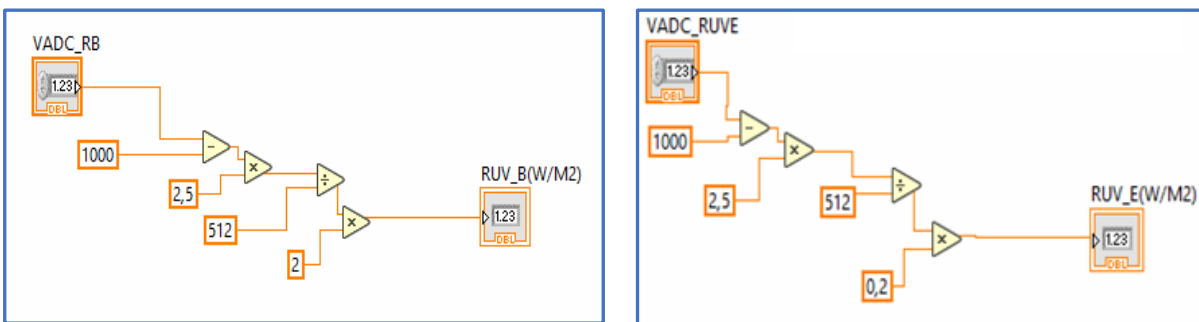 VADC_RB
1.23
DBL
1000
−
×
2,5
÷
512
×
2
RUV_B(W/M2)
1.23
DBL
VADC_RUVE
1.23
DBL
1000
−
×
2,5
÷
512
×
0,2
RUV_E(W/M2)
1.23
DBL